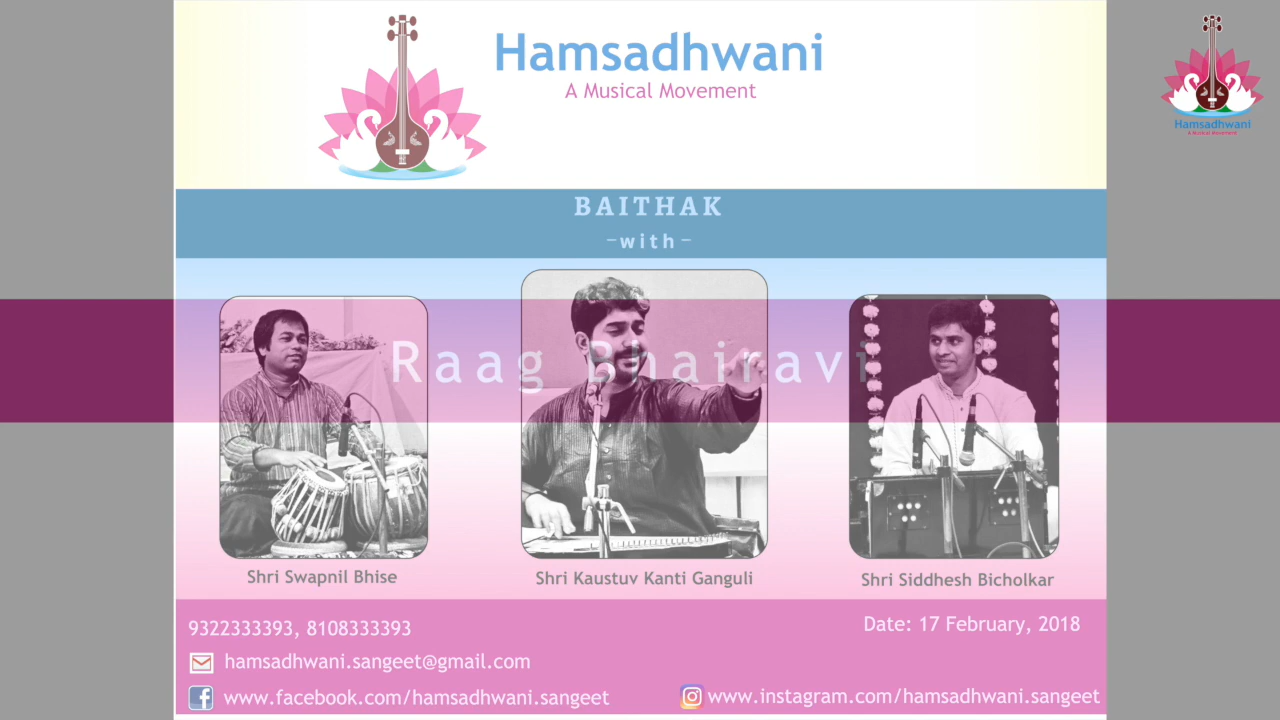 Hamsadhwani
A Musical Movement
Hamsadhwani
A Musical Movement
BAITHAK
-with-
Raag Bhairavi
Shri Swapnil Bhise
Shri Kaustuv Kanti Ganguli
Shri Siddhesh Bicholkar
9322333393, 8108333393
Date: 17 February, 2018
hamsadhwani.sangeet@gmail.com
www.facebook.com/hamsadhwani.sangeet
www.instagram.com/hamsadhwani.sangeet